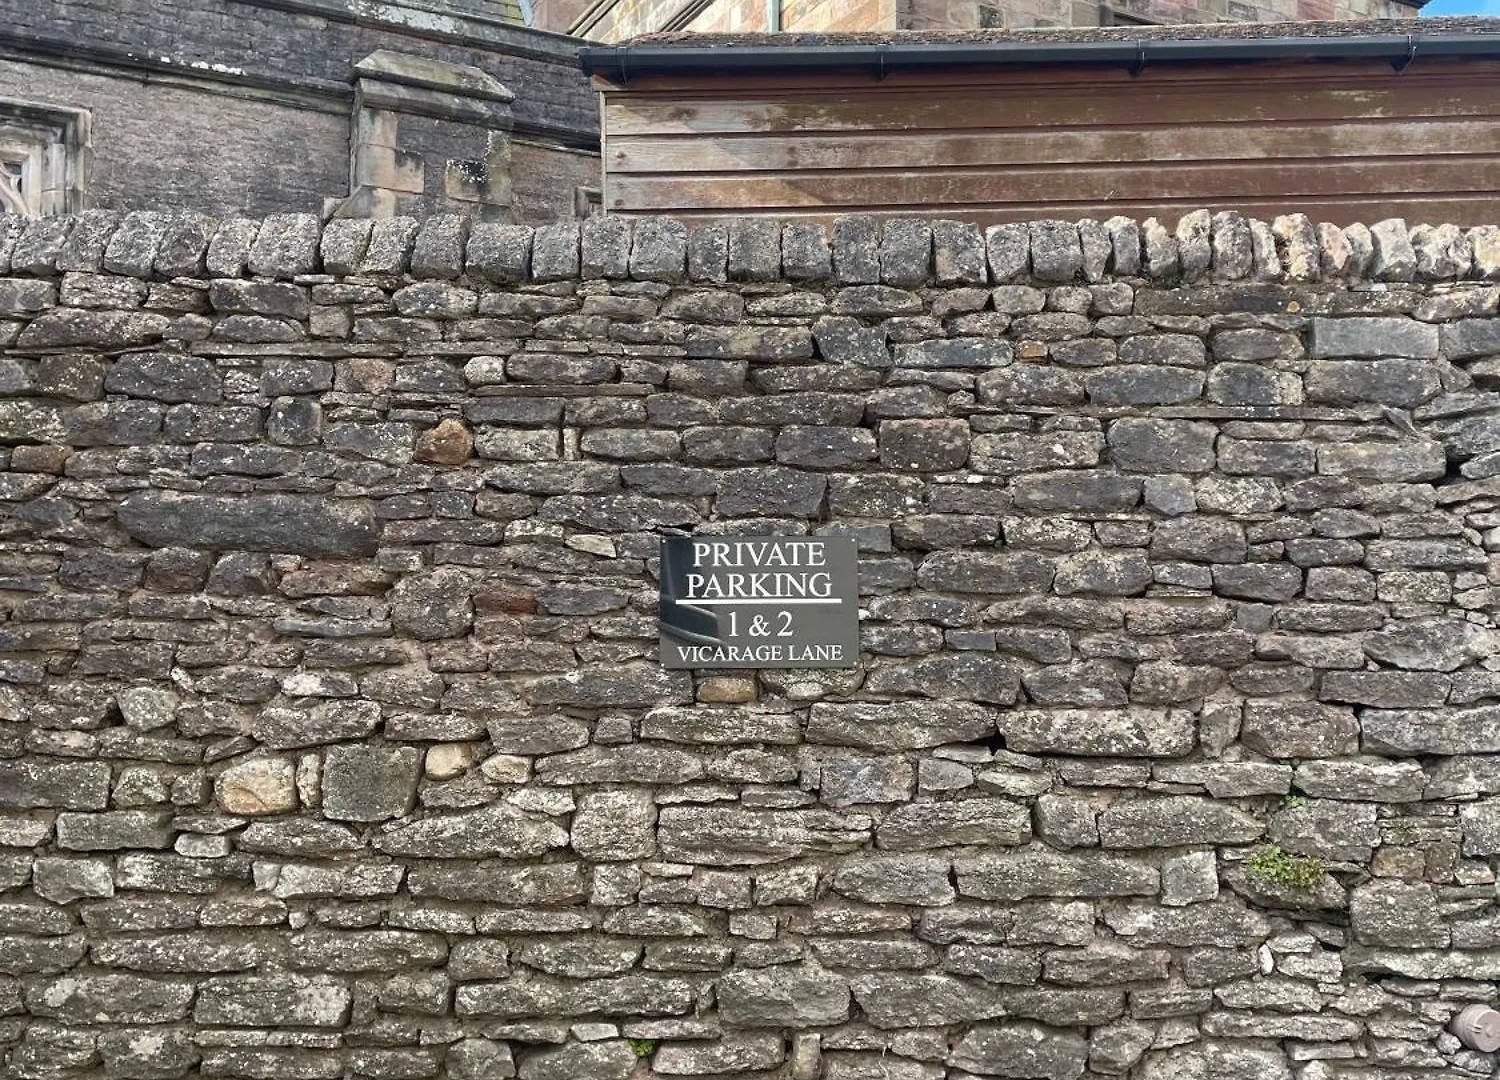 PRIVATE
PARKING
1 & 2
VICARAGE LANE